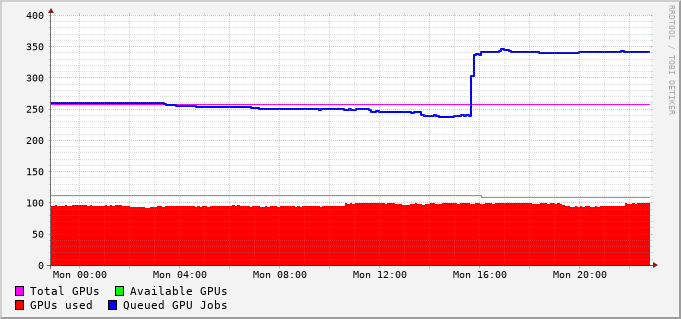 400
350
300
250
200
150
100
50
0
Mon 00:00 Mon 04:00 Mon 08:00 Mon 12:00 Mon 16:00 Mon 20:00
Total GPUs Available GPUs
GPUs used Queued GPU Jobs
RRDTOOL / TOBI OETIKER